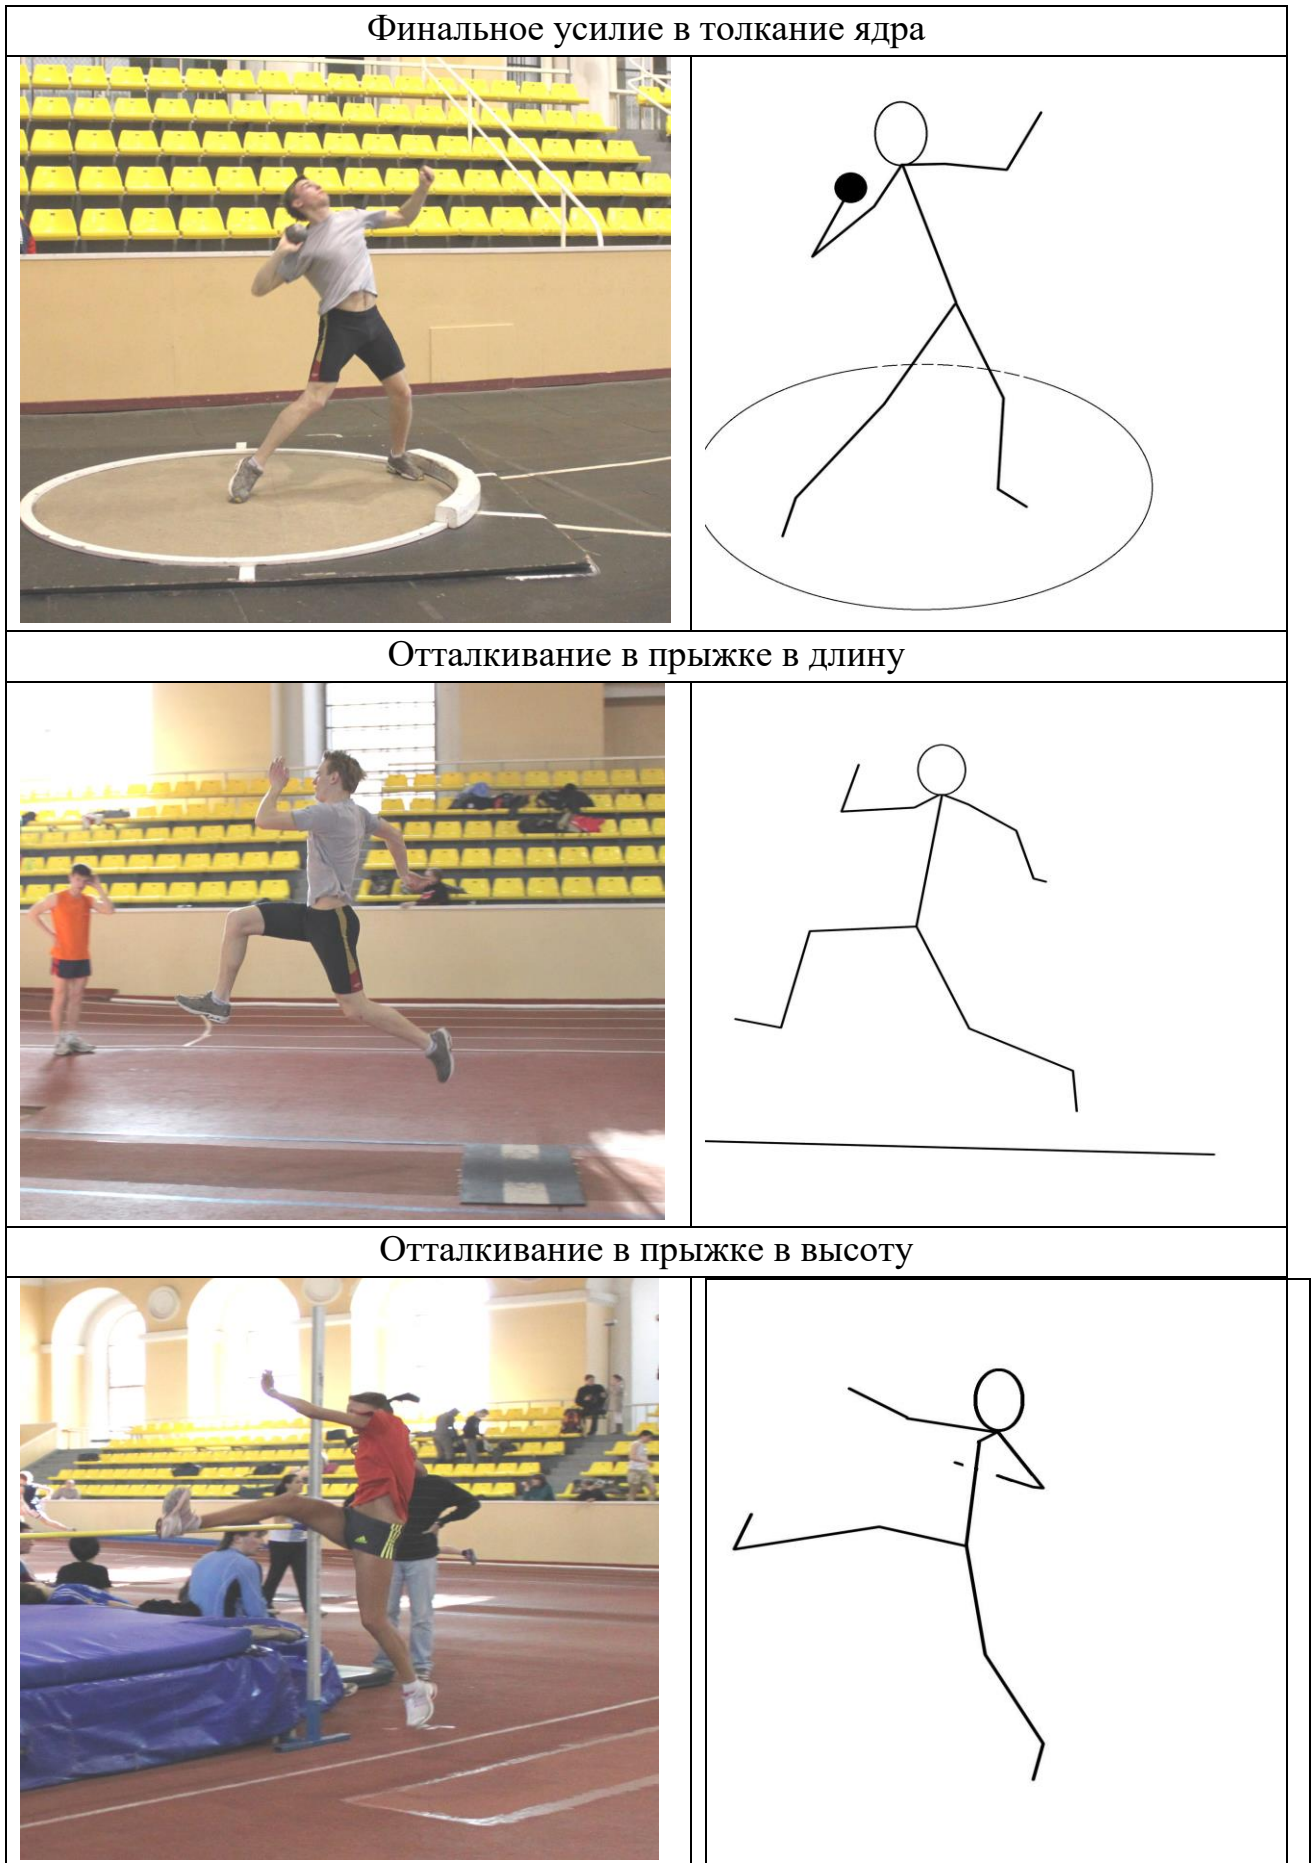 Финальное усилие в толкание ядра
Отталкивание в прыжке в длину
Отталкивание в прыжке в высоту